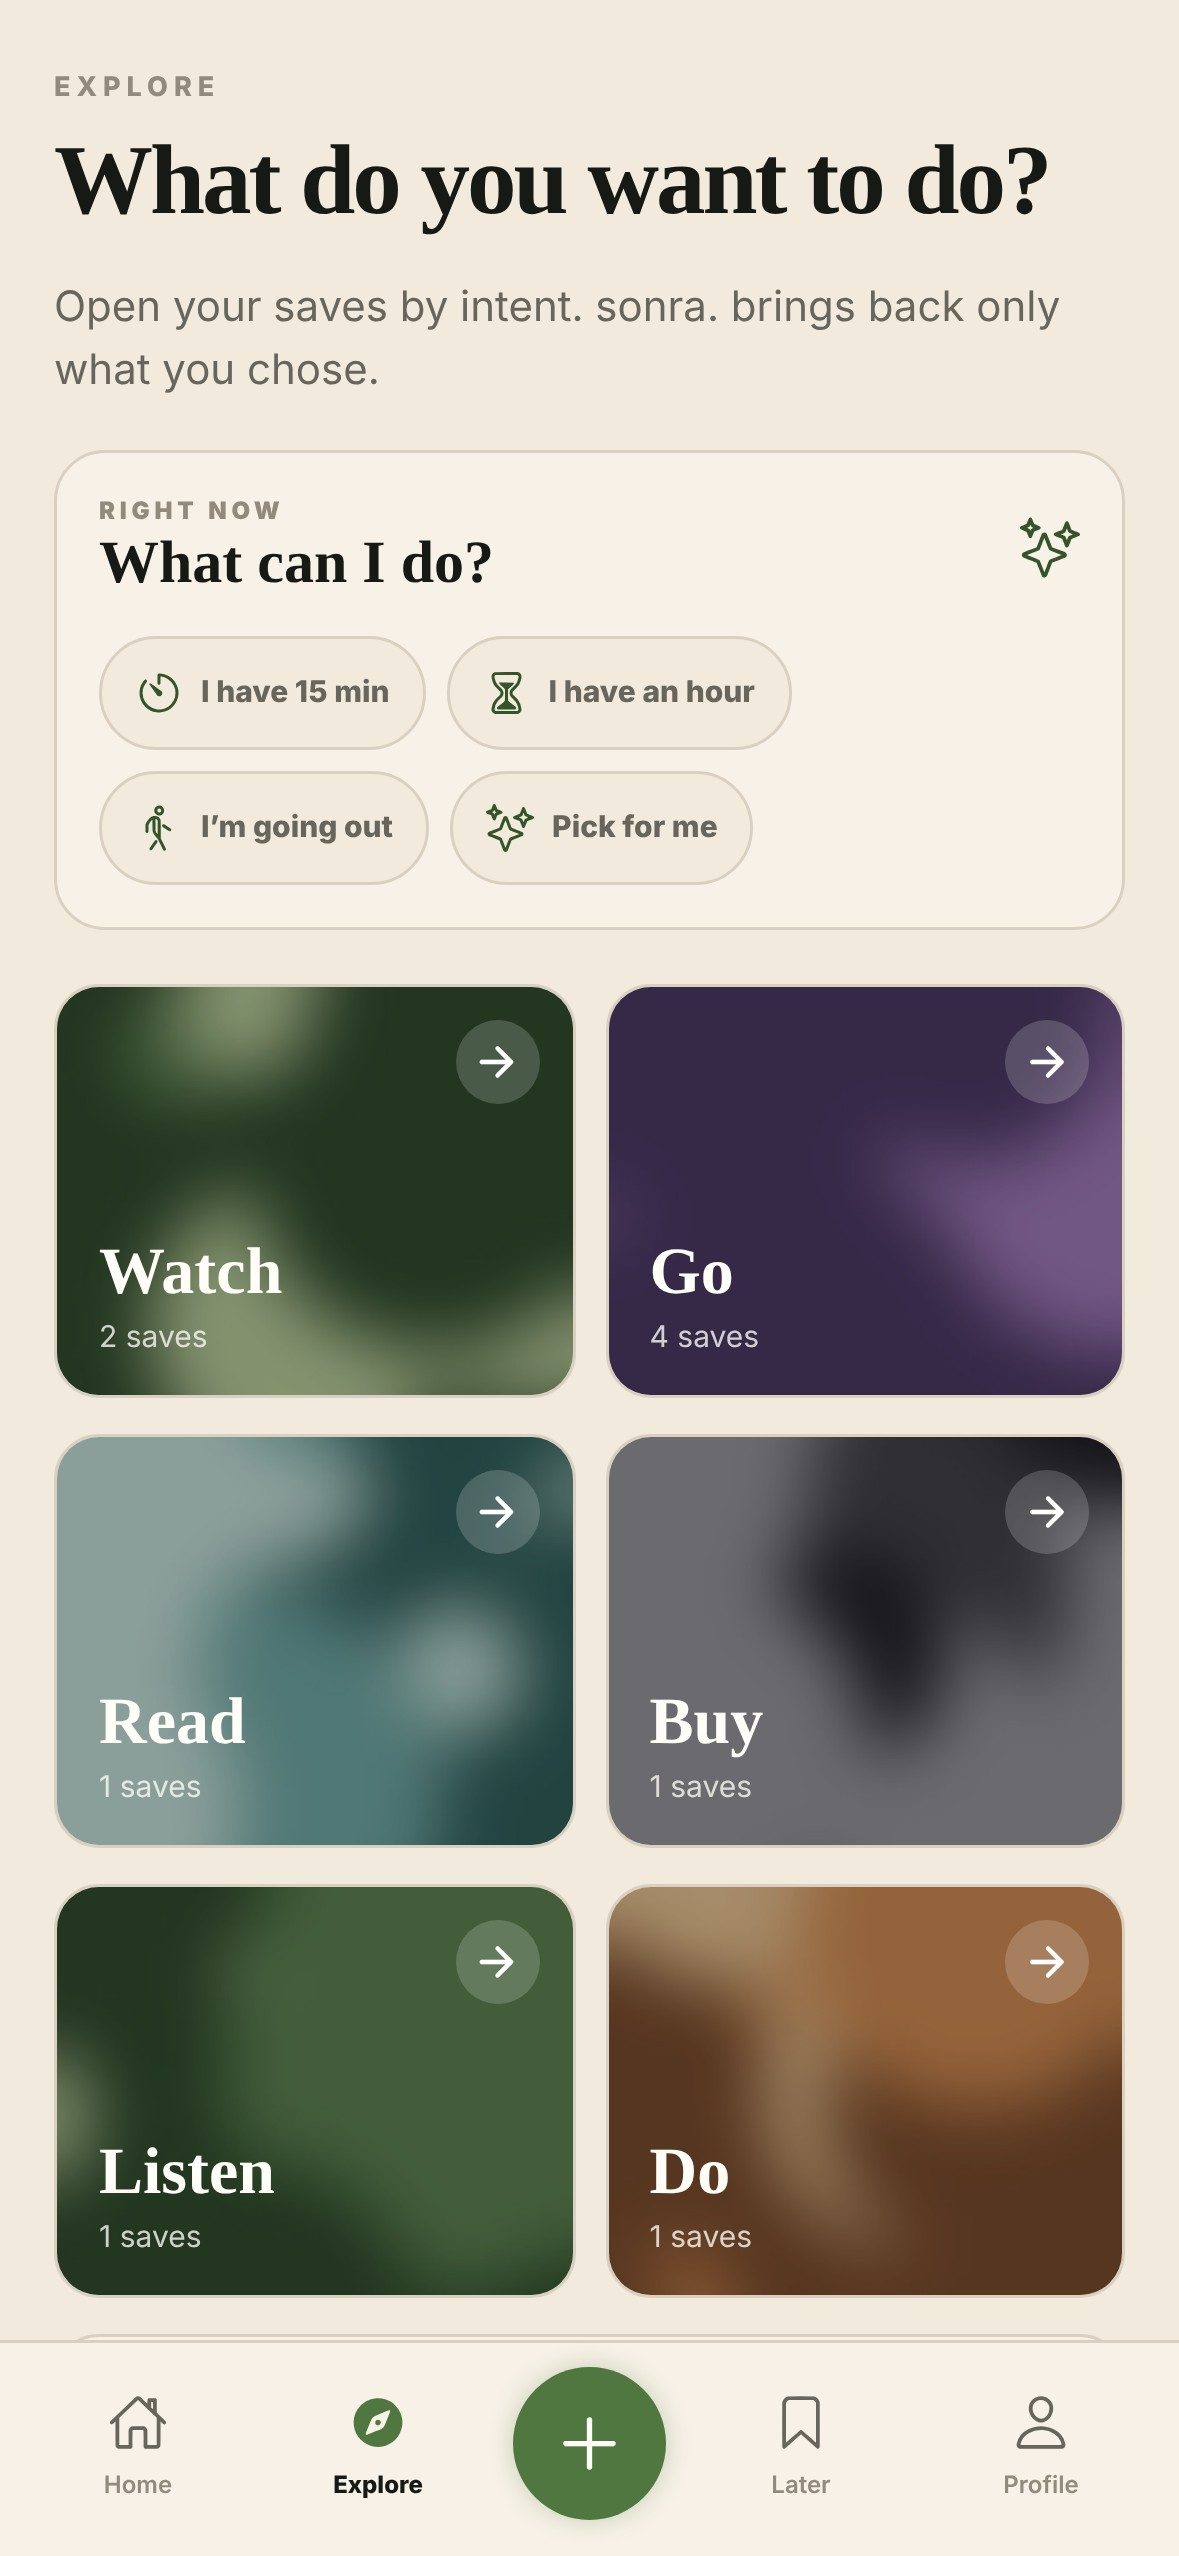 EXPLORE
What do you want to do?
Open your saves by intent. sonra. brings back only
what you chose.
RIGHT NOW
What can I do?
I have 15 min
I have an hour
I’m going out
Pick for me
Watch
2 saves
Go
4 saves
Read
1 saves
Buy
1 saves
Listen
1 saves
Do
1 saves
Home
Explore
Later
Profile